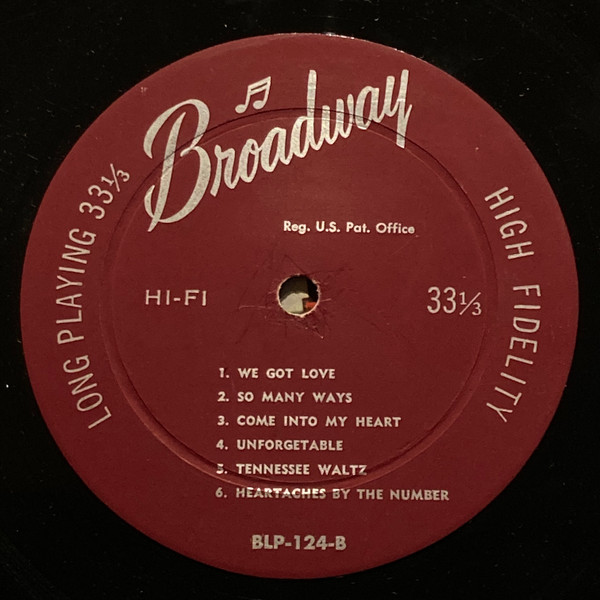 Broadway
Reg. U.S. Pat. Office
LONG PLAYING 33⅓
HIGH FIDELITY
HI-FI
33⅓
1. WE GOT LOVE
2. SO MANY WAYS
3. COME INTO MY HEART
4. UNFORGETABLE
5. TENNESSEE WALTZ
6. HEARTACHES BY THE NUMBER
BLP-124-B